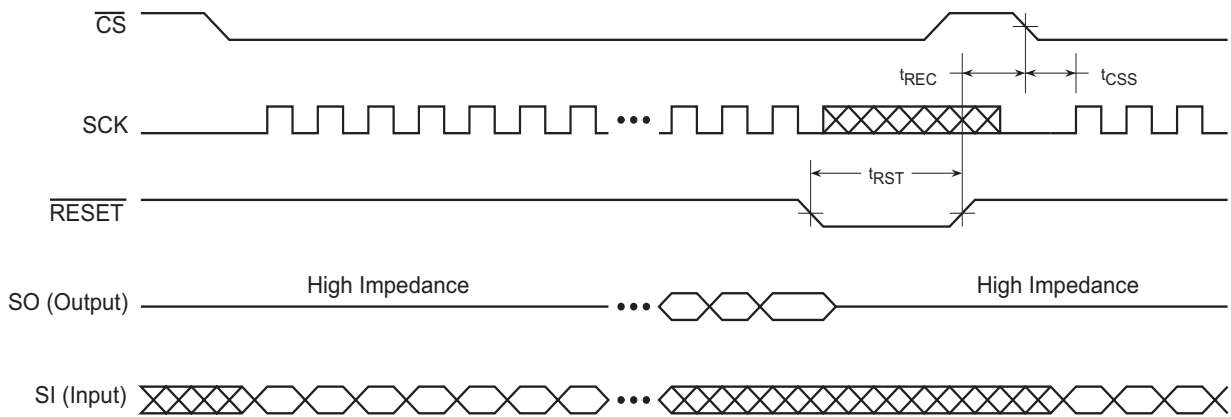 CS
tREC
tCSS
SCK
•••
tRST
RESET
High Impedance
High Impedance
SO (Output)
•••
SI (Input)
•••